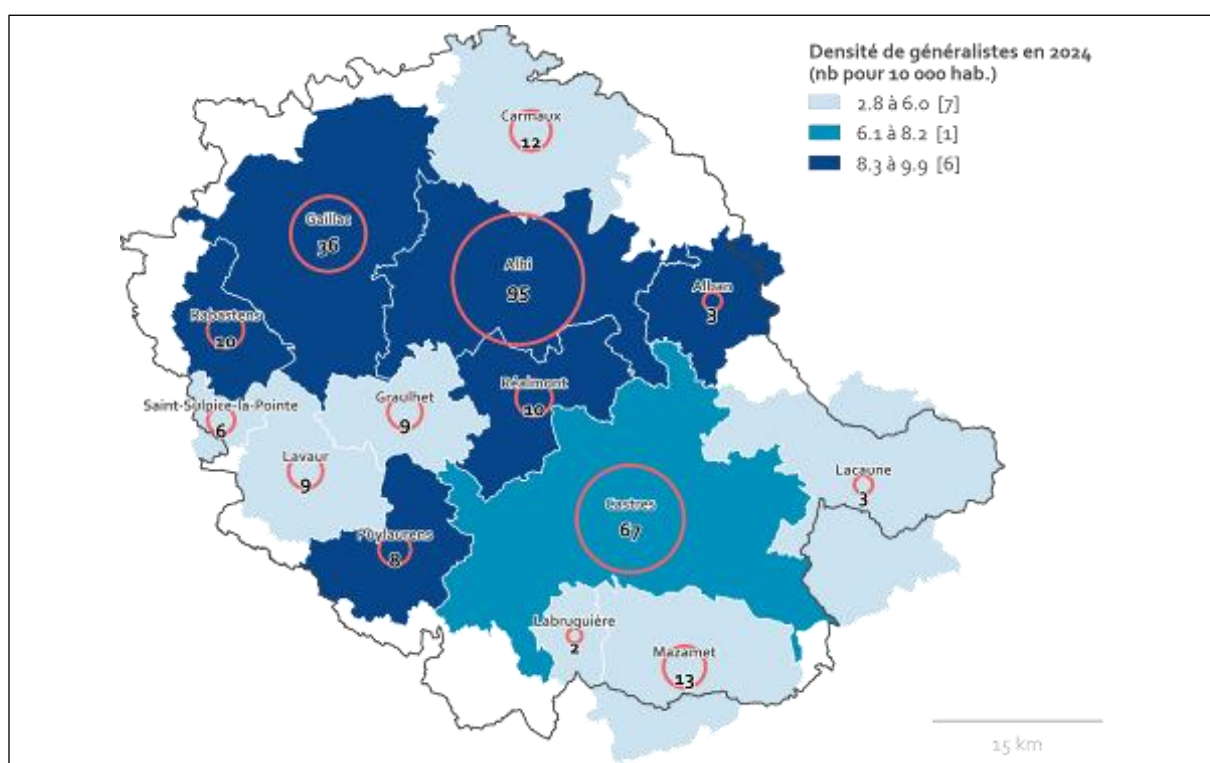 Densité de généralistes en 2024
(nb pour 10 000 hab.)
2.8 à 6.0 [7]
6.1 à 8.2 [1]
8.3 à 9.9 [6]
Carmaux
12
Gaillac
36
Albi
95
Alban
3
Rabastens
10
Réalmont
10
Graulhet
9
Saint-Sulpice-la-Pointe
6
Lavaur
9
Lacaune
3
Castres
67
Puylaurens
8
Labruguière
2
Mazamet
13
15 km